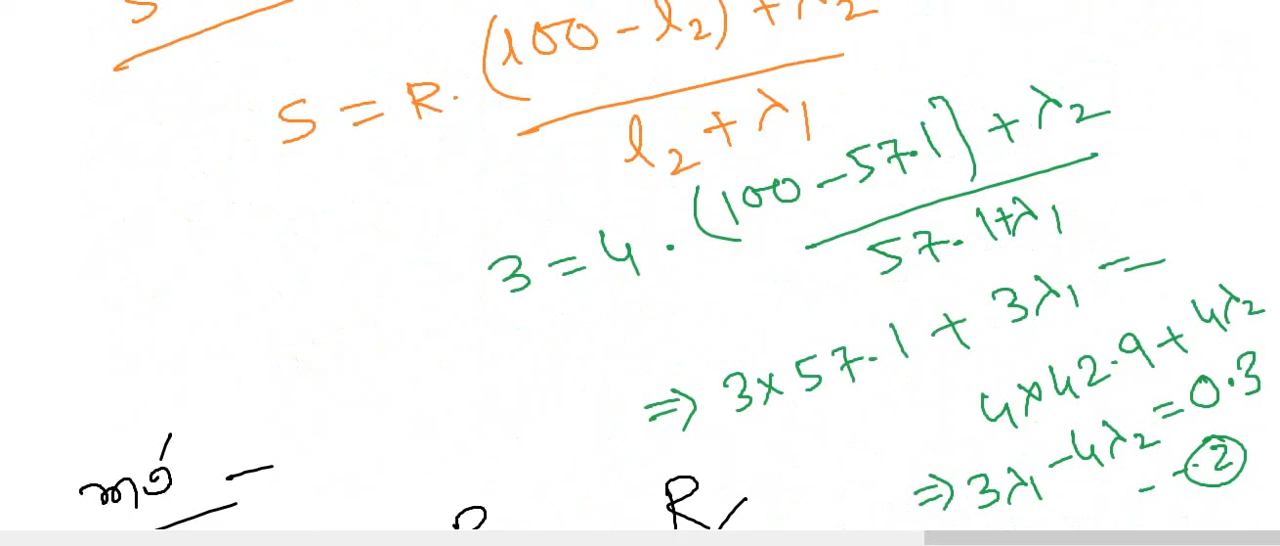 S = R. (100 - l2) + λ2 / l2 + λ1
3 = 4 . (100 - 57.1) + λ2 / 57.1 + λ1
⇒ 3 × 57.1 + 3λ1 = 4 × 42.9 + 4λ2
⇒ 3λ1 - 4λ2 = 0.3 - - (2)
R